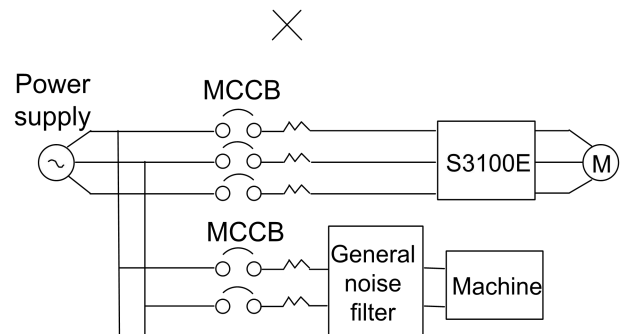 Power
supply
MCCB
S3100E
M
MCCB
General
noise
filter
Machine